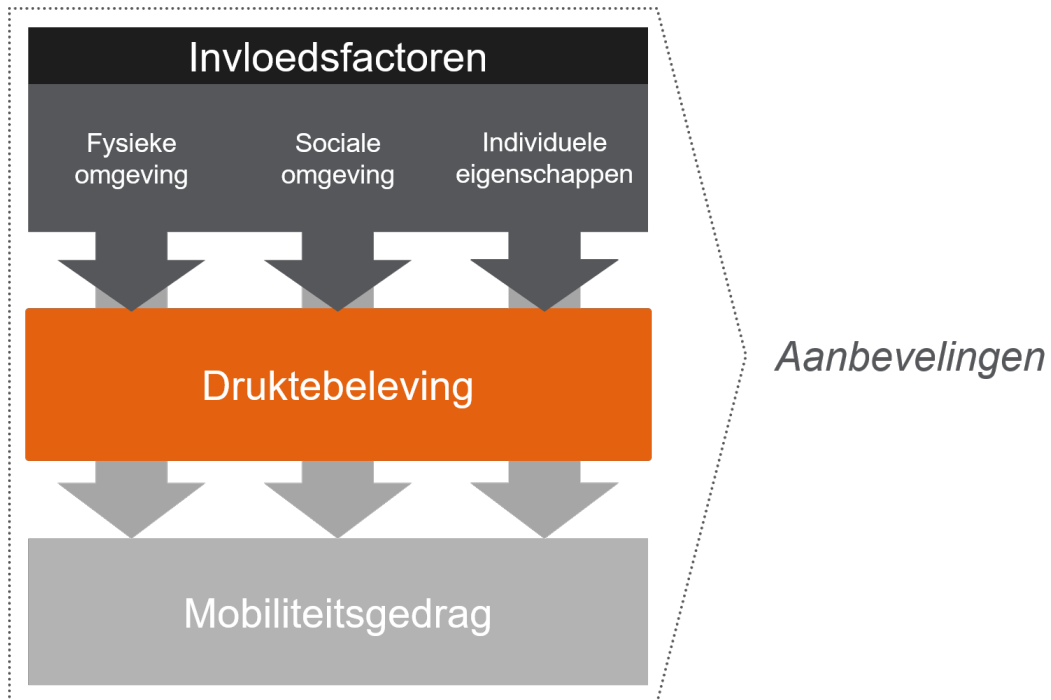 Invloedsfactoren
Fysieke
omgeving
Sociale
omgeving
Individuele
eigenschappen
Druktebeleving
Aanbevelingen
Mobiliteitsgedrag